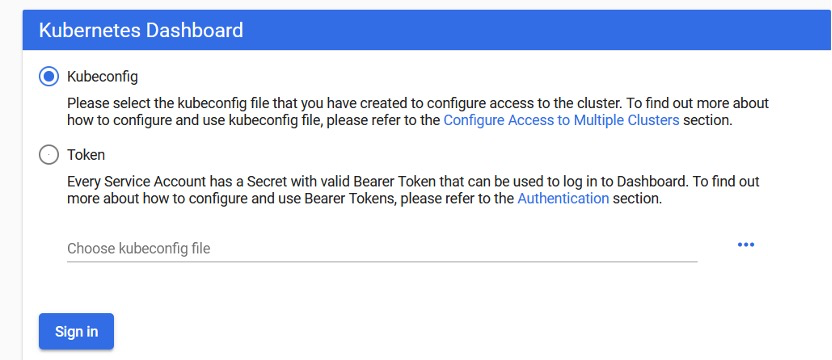 Kubernetes Dashboard
Kubeconfig
Please select the kubeconfig file that you have created to configure access to the cluster. To find out more about
how to configure and use kubeconfig file, please refer to the Configure Access to Multiple Clusters section.
Token
Every Service Account has a Secret with valid Bearer Token that can be used to log in to Dashboard. To find out
more about how to configure and use Bearer Tokens, please refer to the Authentication section.
Choose kubeconfig file
Sign in